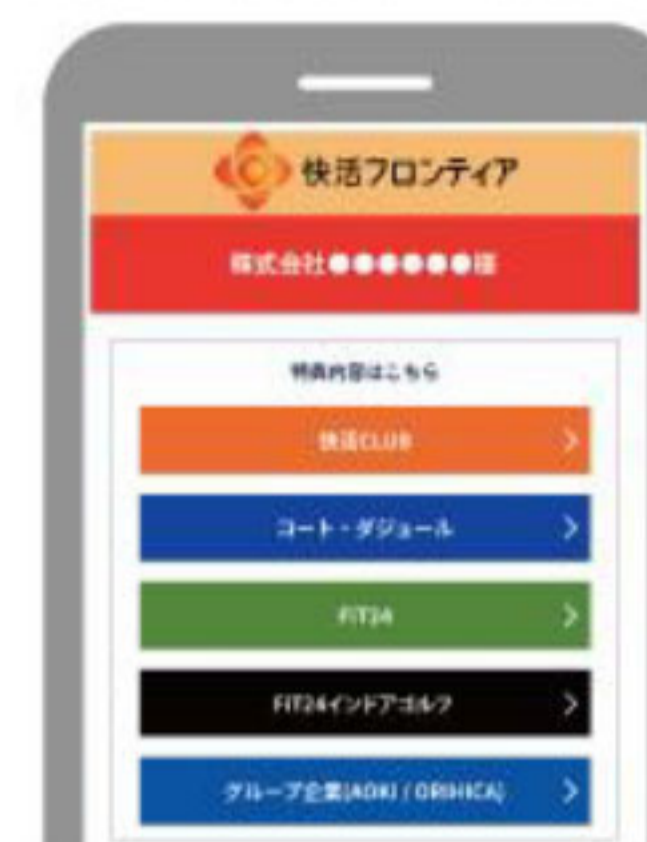 快活フロンティア
株式会社●●●●●●様
特典内容はこちら
快活CLUB
コート・ダジュール
FiT24
FiT24インドアゴルフ
グループ企業(AOKI / ORIHICA)